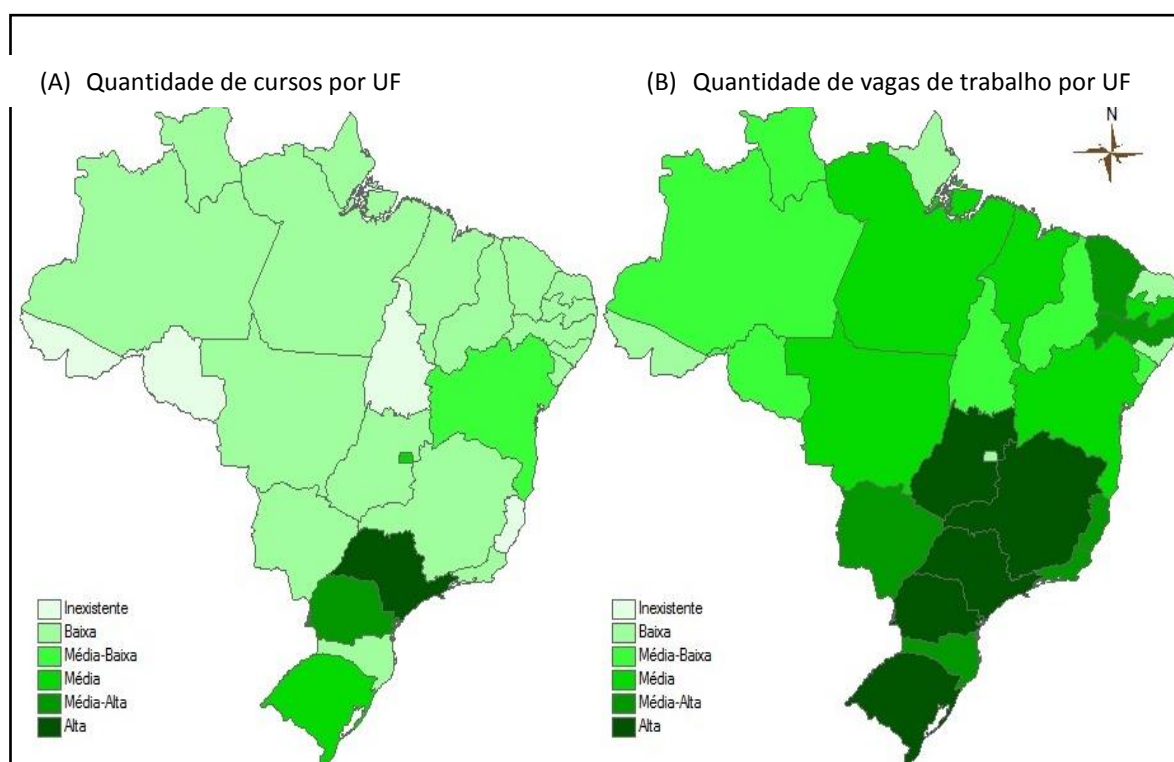 (A) Quantidade de cursos por UF
(B) Quantidade de vagas de trabalho por UF
N
Inexistente
Baixa
Média-Baixa
Média
Média-Alta
Alta
Inexistente
Baixa
Média-Baixa
Média
Média-Alta
Alta